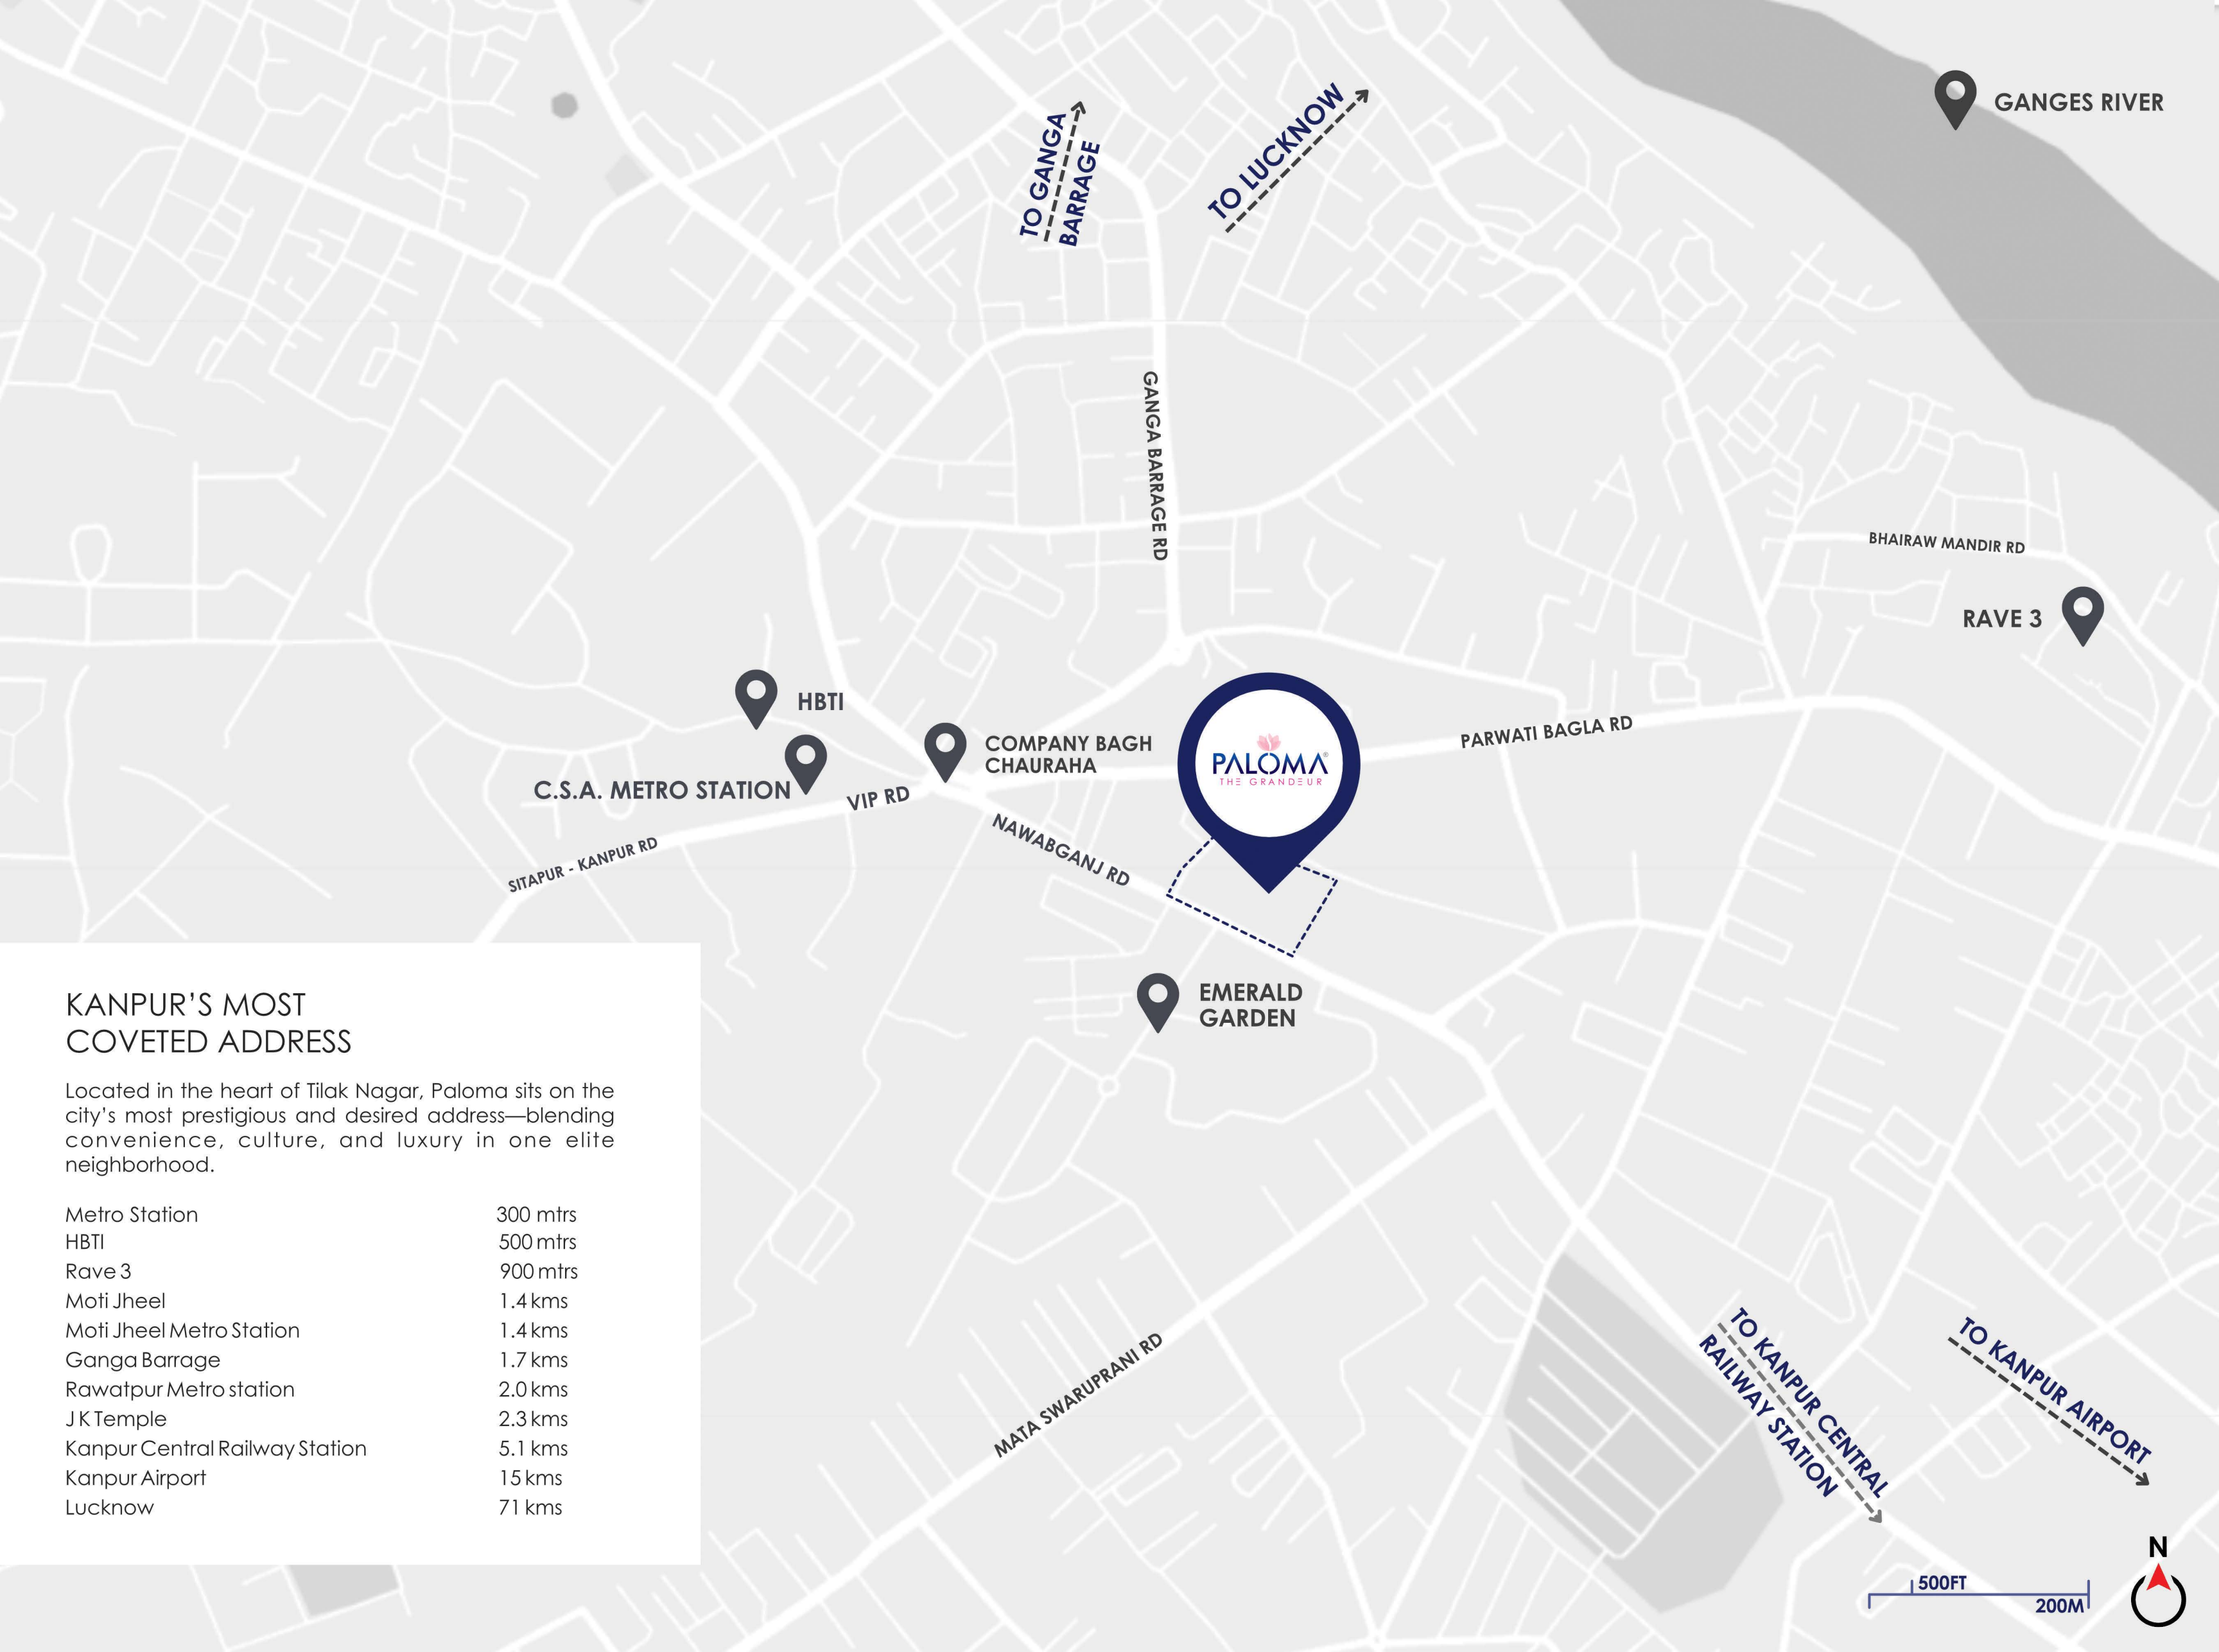 GANGES RIVER
TO GANGA
BARRAGE
TO LUCKNOW
GANGA BARRAGE RD
BHAIRAW MANDIR RD
RAVE 3
HBTI
C.S.A. METRO STATION
COMPANY BAGH
CHAURAHA
VIP RD
SITAPUR - KANPUR RD
NAWABGANJ RD
PALOMA®
THE GRANDEUR
PARWATI BAGLA RD
EMERALD
GARDEN
KANPUR’S MOST
COVETED ADDRESS
Located in the heart of Tilak Nagar, Paloma sits on the
city’s most prestigious and desired address—blending
convenience, culture, and luxury in one elite
neighborhood.
Metro Station 300 mtrs
HBTI 500 mtrs
Rave 3 900 mtrs
Moti Jheel 1.4 kms
Moti Jheel Metro Station 1.4 kms
Ganga Barrage 1.7 kms
Rawatpur Metro station 2.0 kms
J K Temple 2.3 kms
Kanpur Central Railway Station 5.1 kms
Kanpur Airport 15 kms
Lucknow 71 kms
MATA SWARUPRANI RD
TO KANPUR CENTRAL
RAILWAY STATION
TO KANPUR AIRPORT
N
500FT
200M